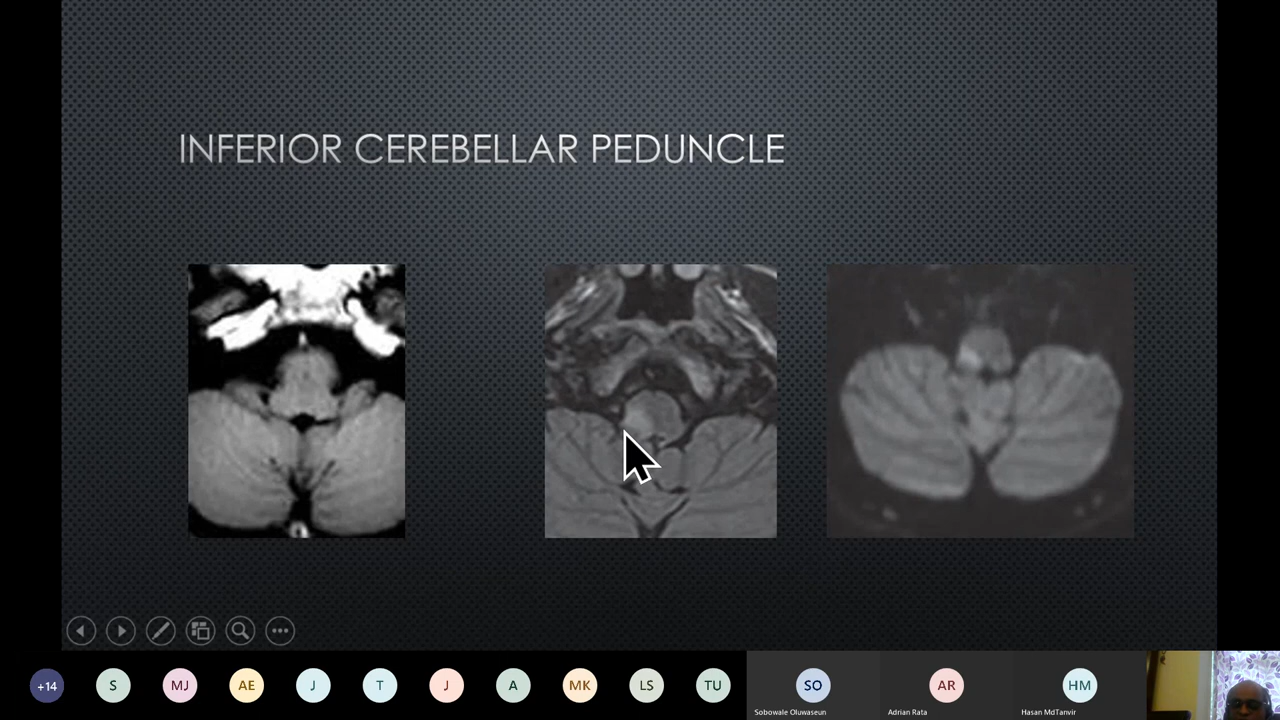 INFERIOR CEREBELLAR PEDUNCLE
+14
S
MJ
AE
J
T
J
A
MK
LS
TU
SO
AR
HM
Sobowale Oluwaseun
Adrian Rata
Hasan MdTanvir